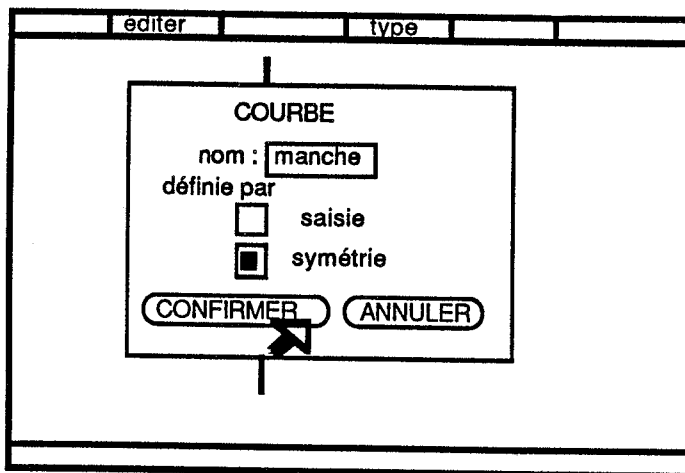 éditer type
COURBE
nom : manche
définie par
saisie
symétrie
CONFIRMER ANNULER